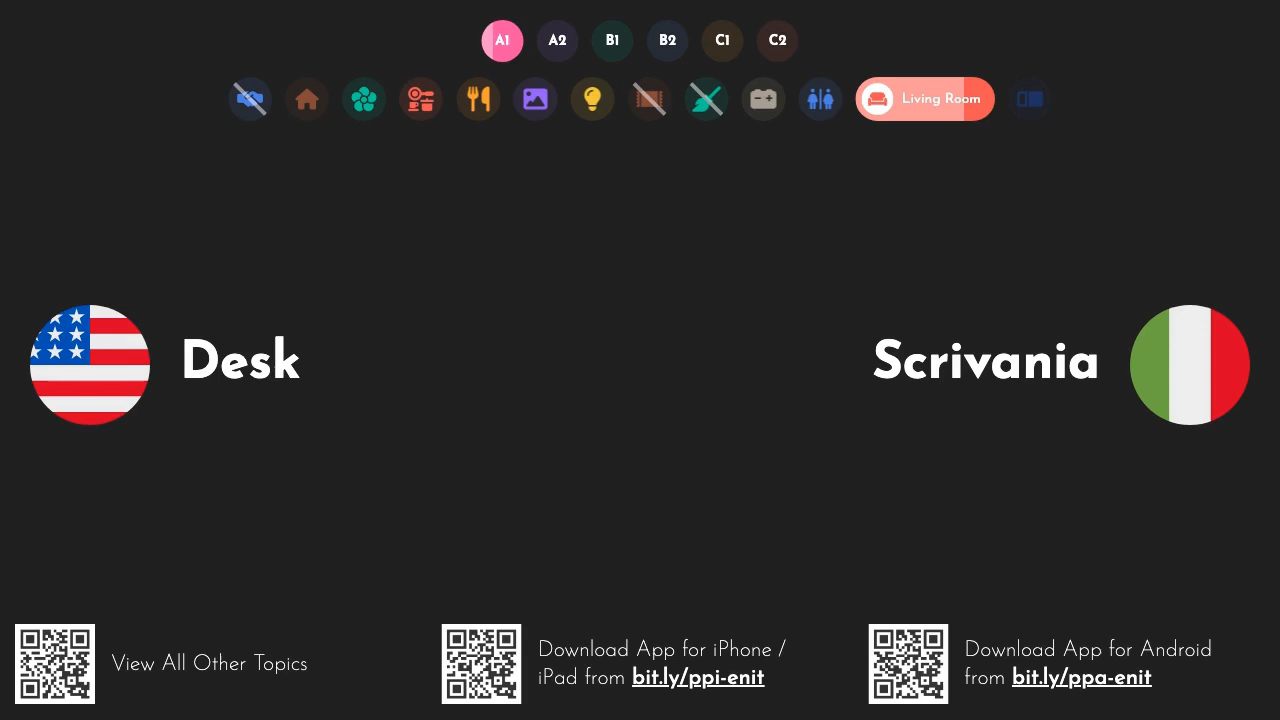 A1 A2 B1 B2 C1 C2
Living Room
Desk
Scrivania
View All Other Topics
Download App for iPhone /
iPad from bit.ly/ppi-enit
Download App for Android
from bit.ly/ppa-enit